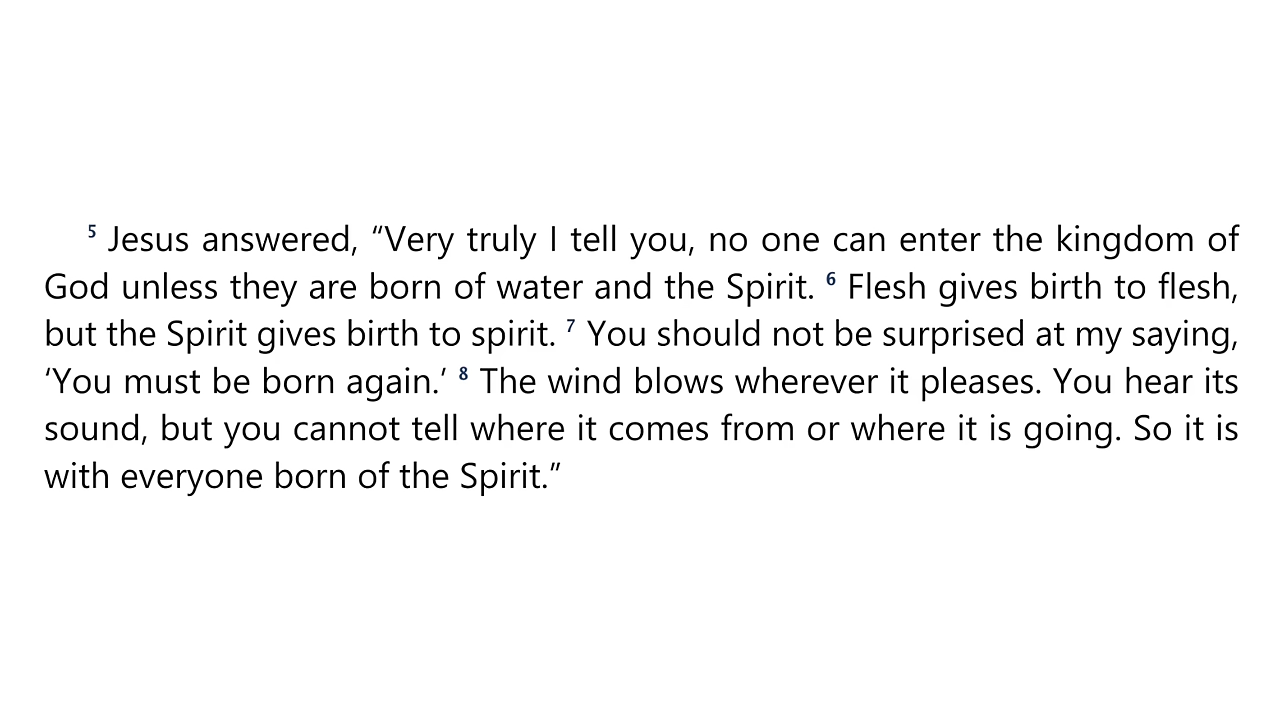 5 Jesus answered, “Very truly I tell you, no one can enter the kingdom of
God unless they are born of water and the Spirit. 6 Flesh gives birth to flesh,
but the Spirit gives birth to spirit. 7 You should not be surprised at my saying,
‘You must be born again.’ 8 The wind blows wherever it pleases. You hear its
sound, but you cannot tell where it comes from or where it is going. So it is
with everyone born of the Spirit.”